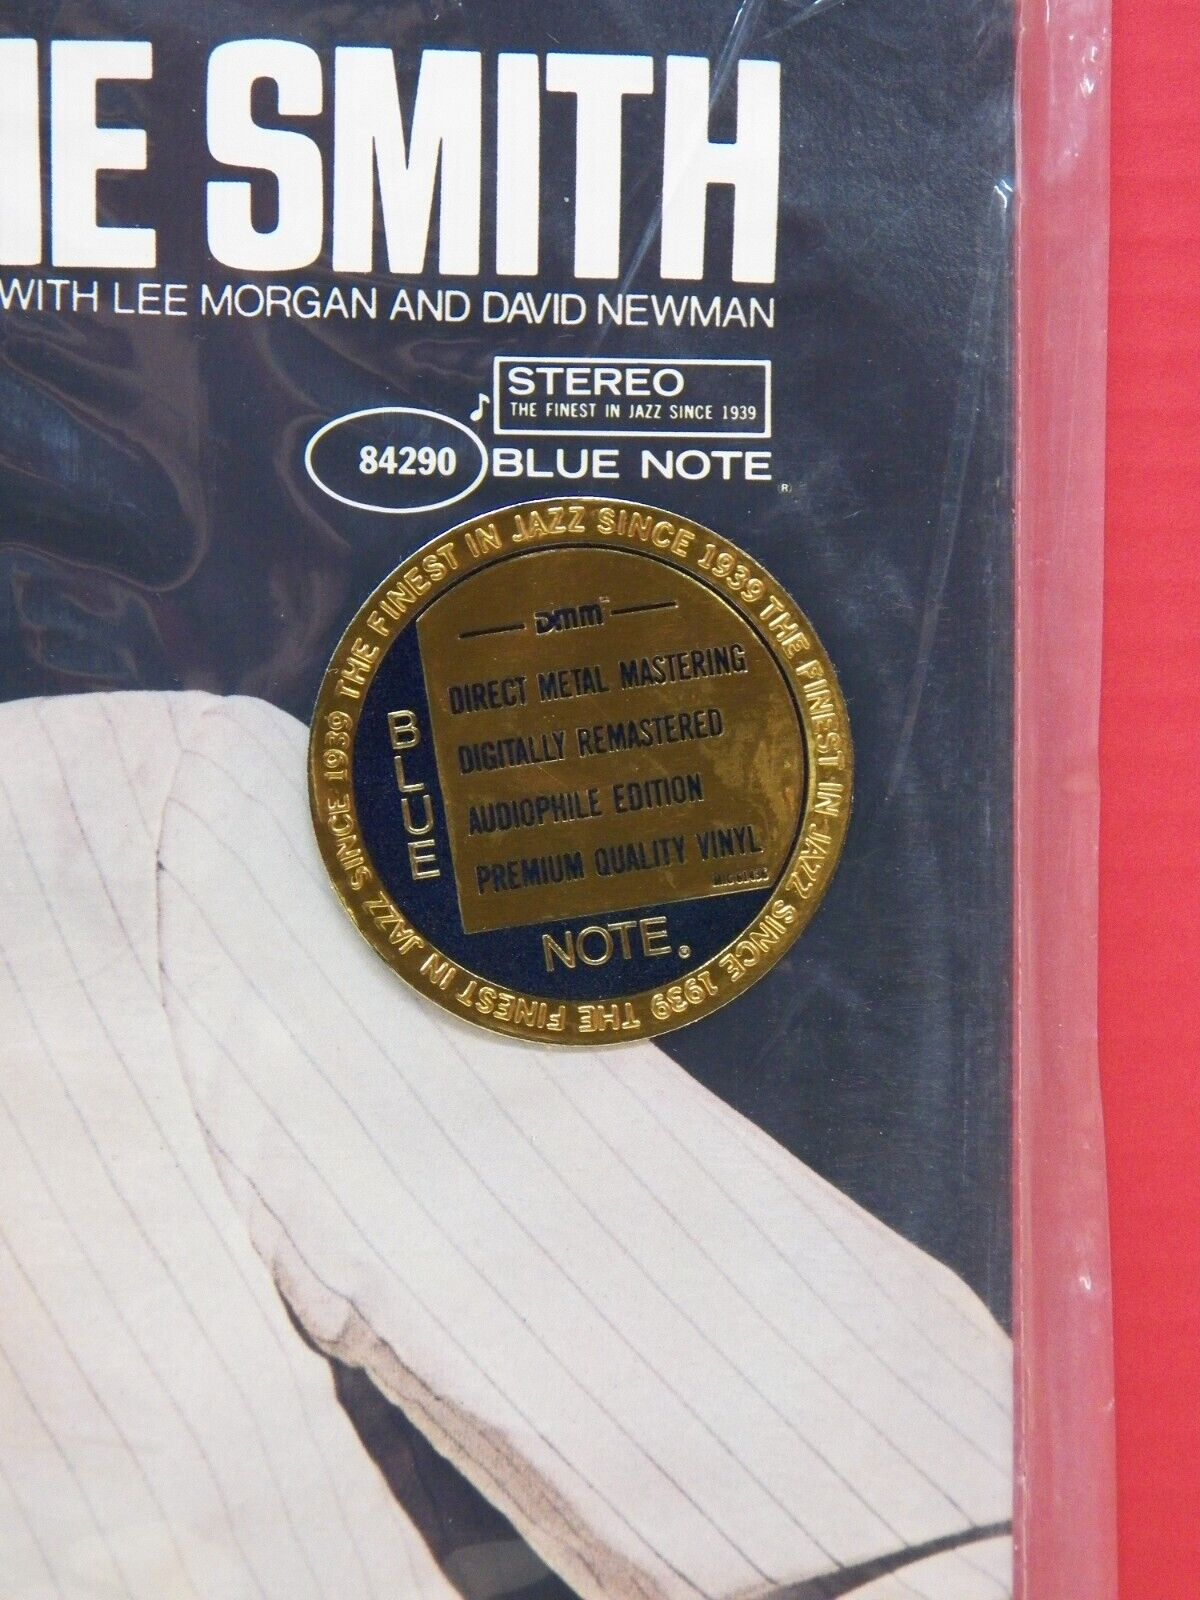 IE SMITH
WITH LEE MORGAN AND DAVID NEWMAN
STEREO
THE FINEST IN JAZZ SINCE 1939
84290 BLUE NOTE ®
THE FINEST IN JAZZ SINCE 1939 THE FINEST IN JAZZ SINCE 1939 THE FINEST IN JAZZ SINCE 1939
DMM™
DIRECT METAL MASTERING
DIGITALLY REMASTERED
AUDIOPHILE EDITION
PREMIUM QUALITY VINYL
BLUE
NOTE®